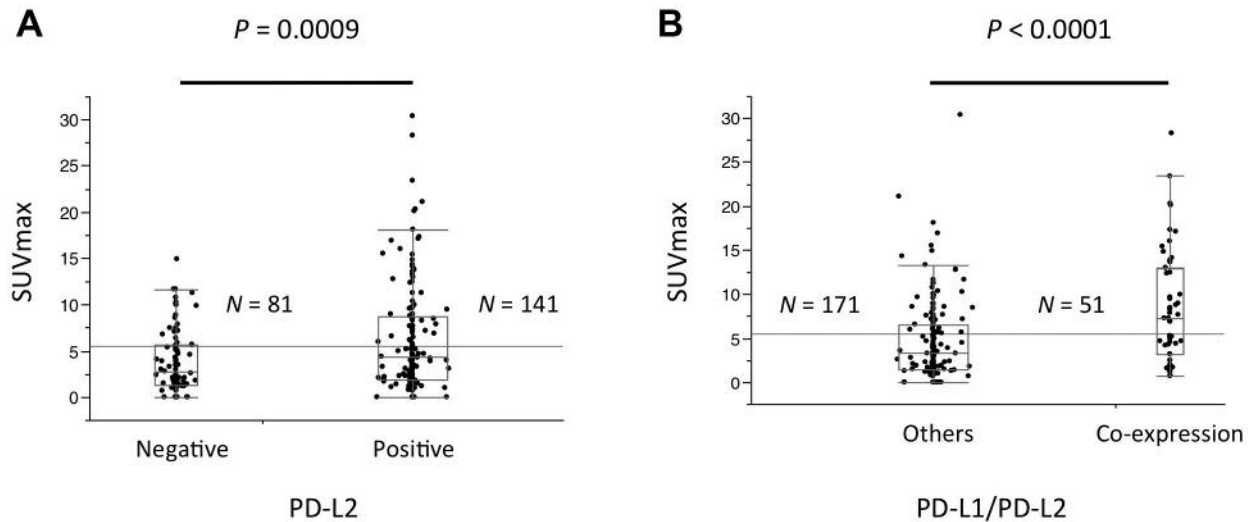 A
P = 0.0009
SUVmax
30
25
20
15
10
5
0
N = 81
N = 141
Negative
Positive
PD-L2
B
P < 0.0001
SUVmax
30
25
20
15
10
5
0
N = 171
N = 51
Others
Co-expression
PD-L1/PD-L2